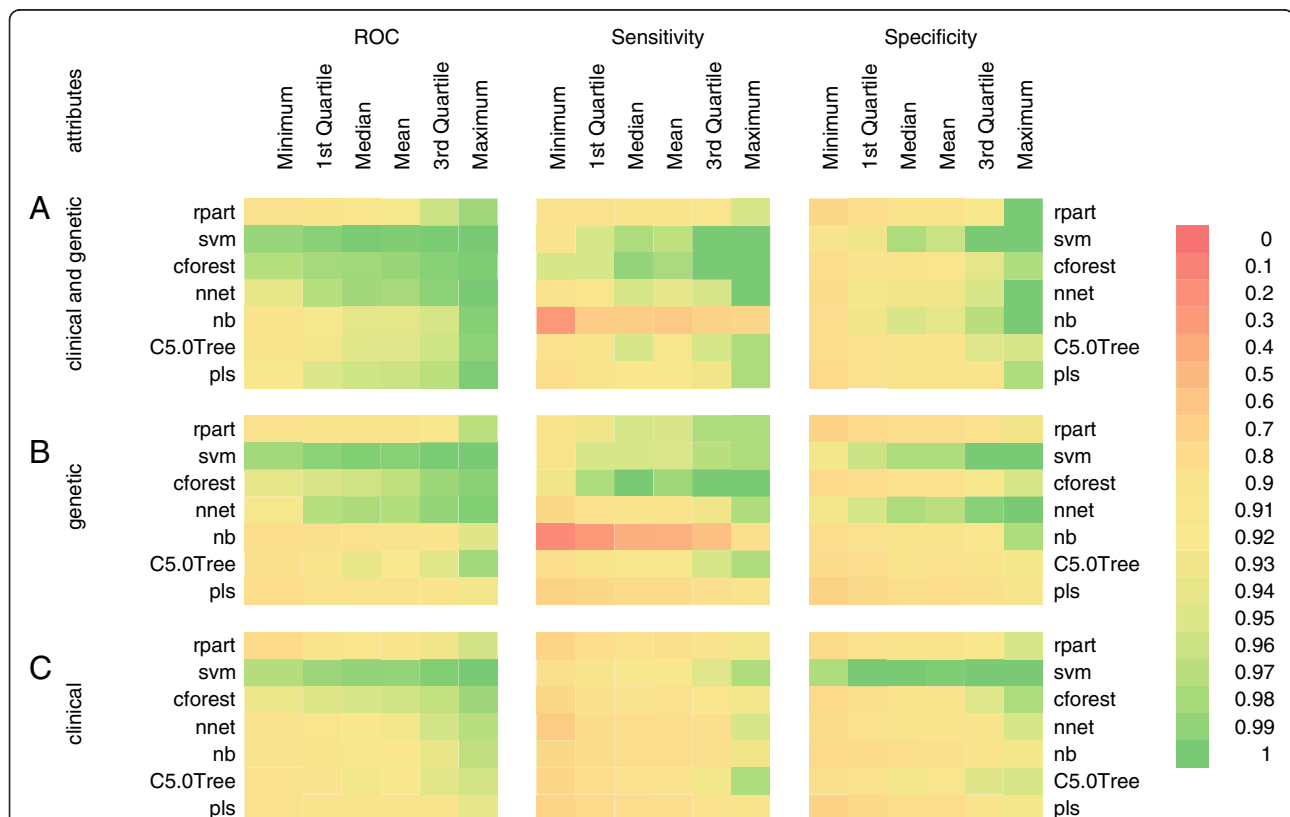 ROC Sensitivity Specificity
attributes
Minimum 1st Quartile Median Mean 3rd Quartile Maximum
Minimum 1st Quartile Median Mean 3rd Quartile Maximum
Minimum 1st Quartile Median Mean 3rd Quartile Maximum
A
clinical and genetic
rpart rpart
svm svm
cforest cforest
nnet nnet
nb nb
C5.0Tree C5.0Tree
pls pls
B
genetic
rpart rpart
svm svm
cforest cforest
nnet nnet
nb nb
C5.0Tree C5.0Tree
pls pls
C
clinical
rpart rpart
svm svm
cforest cforest
nnet nnet
nb nb
C5.0Tree C5.0Tree
pls pls
0
0.1
0.2
0.3
0.4
0.5
0.6
0.7
0.8
0.9
0.91
0.92
0.93
0.94
0.95
0.96
0.97
0.98
0.99
1